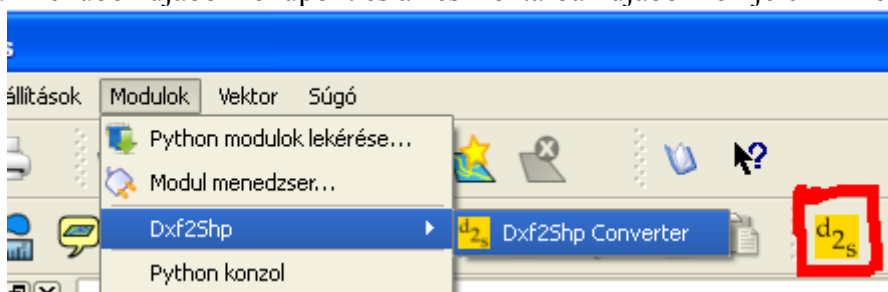 s
állítások Modulok Vektor Súgó
Python modulok lekérése...
Modul menedzser...
Dxf2Shp
d2s Dxf2Shp Converter
d2s
Python konzol